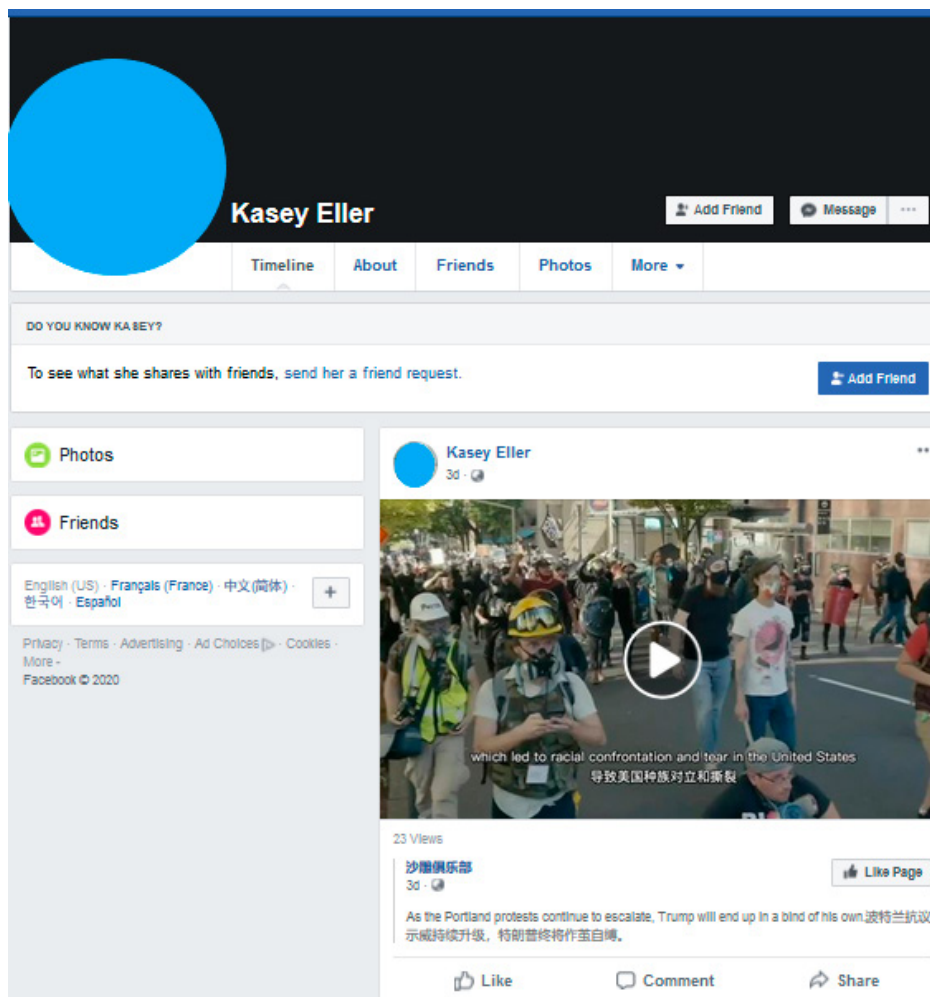 Kasey Eller
Add Friend
Message
Timeline
About
Friends
Photos
More
DO YOU KNOW KASEY?
To see what she shares with friends, send her a friend request.
Add Friend
Photos
Friends
English (US) · Français (France) · 中文(简体) ·
한국어 · Español
Privacy · Terms · Advertising · Ad Choices · Cookies ·
More
Facebook © 2020
Kasey Eller
3d ·
which led to racial confrontation and tear in the United States
导致美国种族对立和撕裂
23 Views
沙雕俱乐部
3d ·
Like Page
As the Portland protests continue to escalate, Trump will end up in a bind of his own.波特兰抗议
示威持续升级，特朗普终将作茧自缚。
Like
Comment
Share